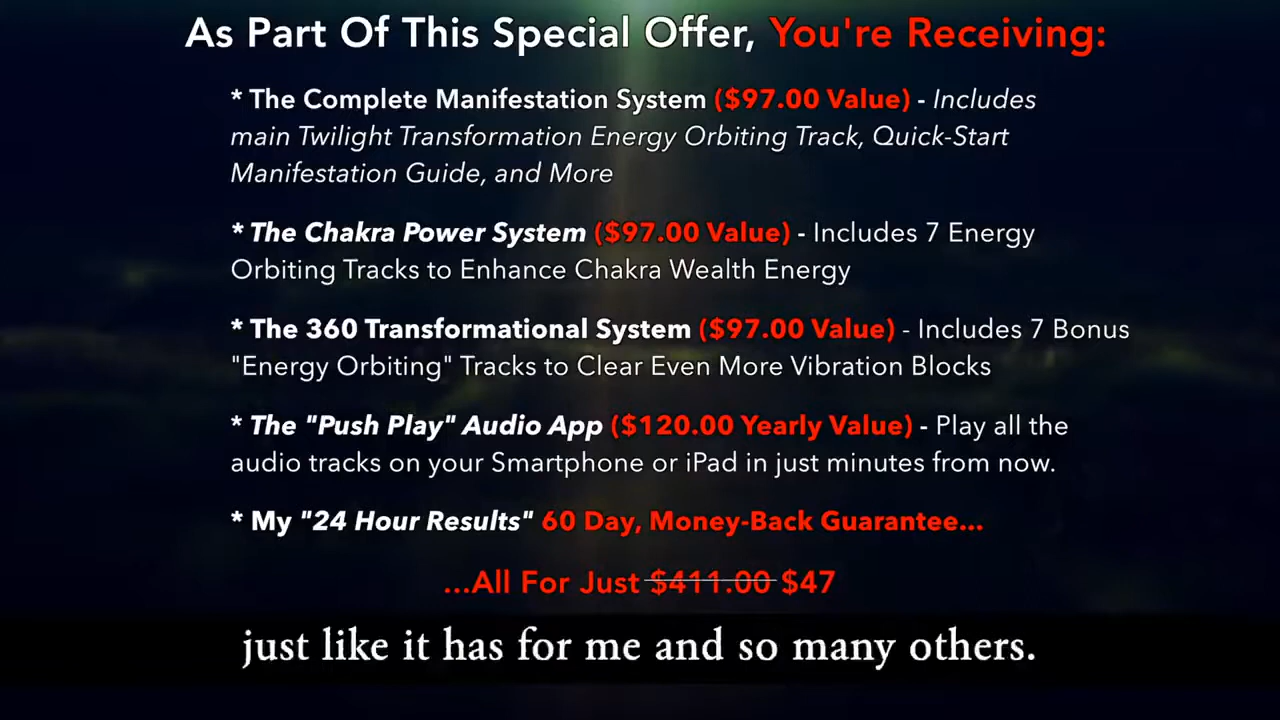 As Part Of This Special Offer, You're Receiving:
* The Complete Manifestation System ($97.00 Value) - Includes
main Twilight Transformation Energy Orbiting Track, Quick-Start
Manifestation Guide, and More
* The Chakra Power System ($97.00 Value) - Includes 7 Energy
Orbiting Tracks to Enhance Chakra Wealth Energy
* The 360 Transformational System ($97.00 Value) - Includes 7 Bonus
"Energy Orbiting" Tracks to Clear Even More Vibration Blocks
* The "Push Play" Audio App ($120.00 Yearly Value) - Play all the
audio tracks on your Smartphone or iPad in just minutes from now.
* My "24 Hour Results" 60 Day, Money-Back Guarantee...
...All For Just $411.00 $47
just like it has for me and so many others.